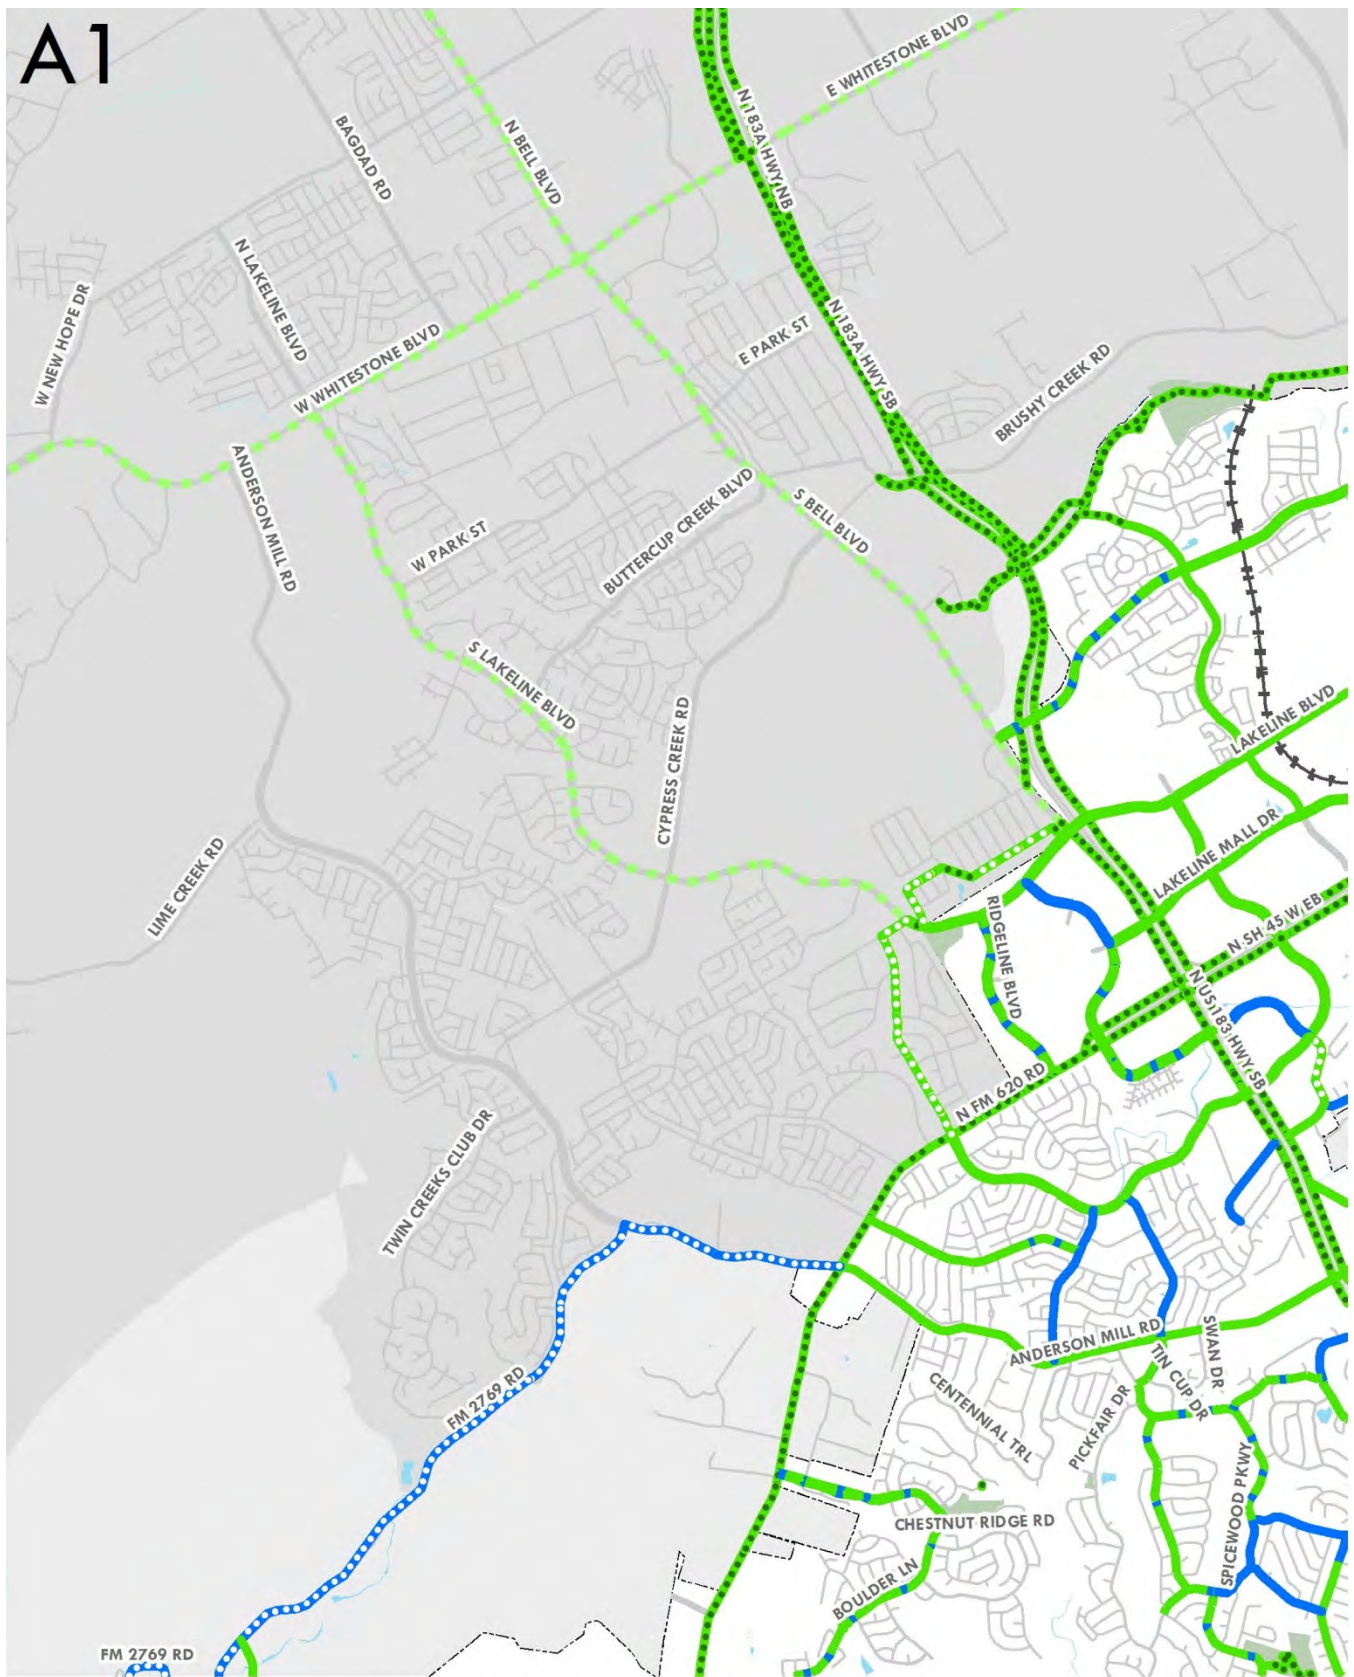 A1
E WHITESTONE BLVD
N BELL BLVD
BAGDAD RD
N 183A HWY NB
N LAKELINE BLVD
W NEW HOPE DR
W WHITESTONE BLVD
E PARK ST
N 183A HWY SB
BRUSHY CREEK RD
ANDERSON MILL RD
W PARK ST
BUTTERCUP CREEK BLVD
S BELL BLVD
S LAKELINE BLVD
CYPRESS CREEK RD
LAKELINE BLVD
LAKELINE MALL DR
LIME CREEK RD
RIDGELINE BLVD
N SH 45 W EB
N US 183 HWY SB
N FM 620 RD
TWIN CREEKS CLUB DR
ANDERSON MILL RD
SWAN DR
TIN CUP DR
FM 2769 RD
CENTENNIAL TRL
PICKFAIR DR
SPICEWOOD PKWY
CHESTNUT RIDGE RD
BOULDER LN
FM 2769 RD